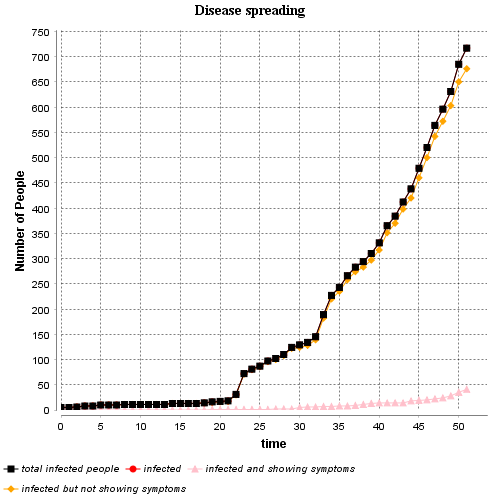 Disease spreading
750
700
650
600
550
500
450
400
350
300
250
200
150
100
50
0
Number of People
0 5 10 15 20 25 30 35 40 45 50
time
total infected people infected infected and showing symptoms
infected but not showing symptoms